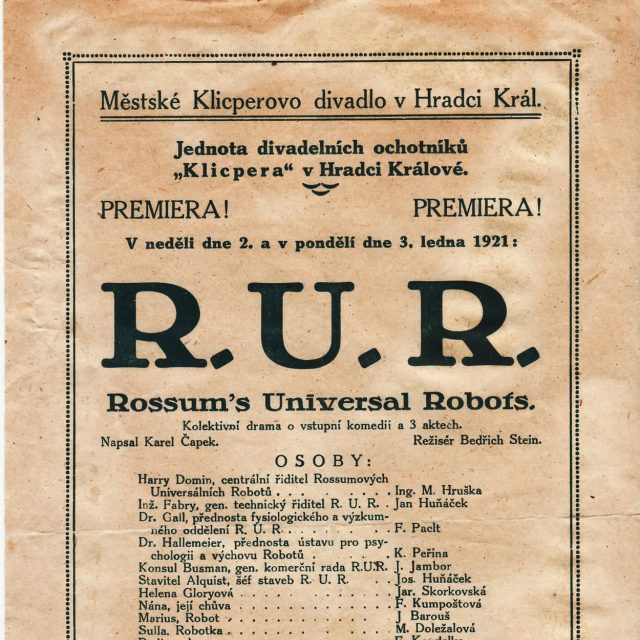 Městské Klicperovo divadlo v Hradci Král.
Jednota divadelních ochotníků
„Klicpera“ v Hradci Králové.
PREMIERA! PREMIERA!
V neděli dne 2. a v pondělí dne 3. ledna 1921:
R. U. R.
Rossum's Universal Robots.
Kolektivní drama o vstupní komedii a 3 aktech.
Napsal Karel Čapek. Režisér Bedřich Stein.
OSOBY:
Harry Domin, centrální řiditel Rossumových
Universálních Robotů . . . . . . . . . Ing. M. Hruška
Inž. Fabry, gen. technický řiditel R. U. R. . Jan Huňáček
Dr. Gall, přednosta fysiologického a výzkum-
ného oddělení R. U. R. . . . . . . . . F. Paclt
Dr. Hallemeier, přednosta ústavu pro psy-
chologii a výchovu Robotů . . . . . . K. Peřina
Konsul Busman, gen. komerční rada R.U.R. J. Jambor
Stavitel Alquist, šéf staveb R. U. R. . . . Jos. Huňáček
Helena Gloryová . . . . . . . . . . Jar. Skorkovská
Nána, její chůva . . . . . . . . . . F. Kumpoštová
Marius, Robot . . . . . . . . . . . J Barouš
Sulla, Robotka . . . . . . . . . . . M. Doležalová